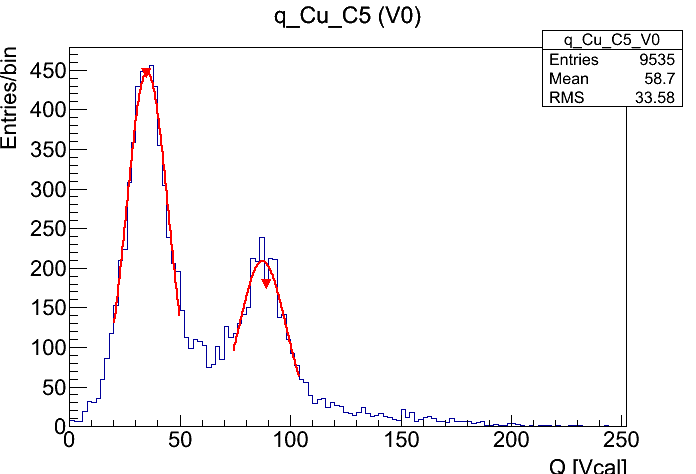 q_Cu_C5 (V0)
q_Cu_C5_V0
Entries 9535
Mean 58.7
RMS 33.58
Entries/bin
450
400
350
300
250
200
150
100
50
0
0 50 100 150 200 250
Q [Vcal]